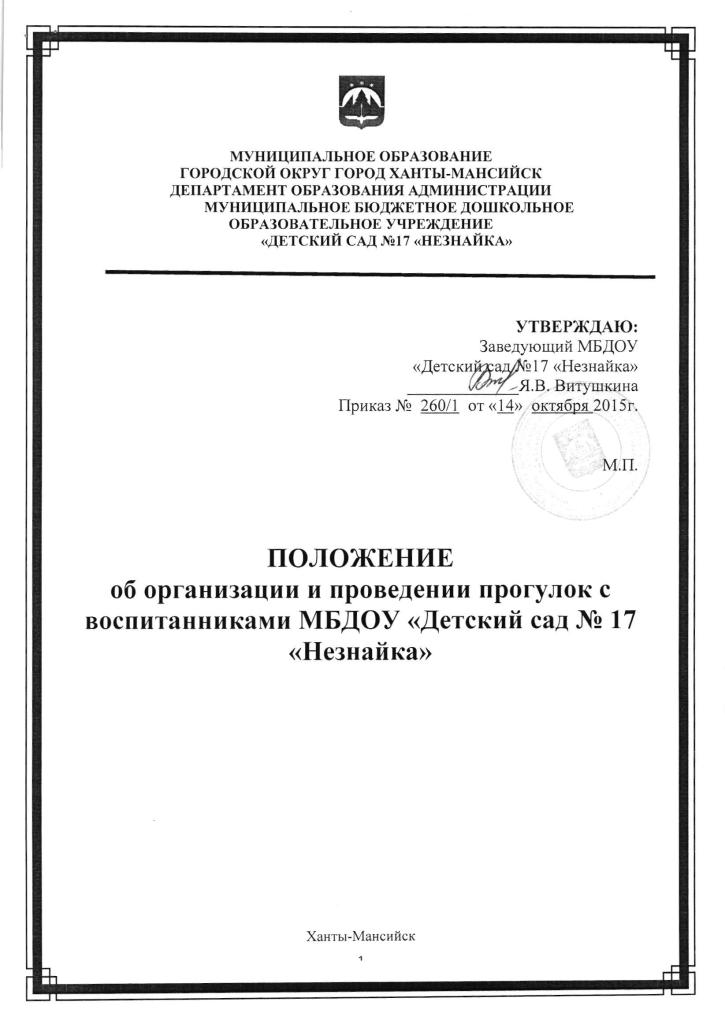 МУНИЦИПАЛЬНОЕ ОБРАЗОВАНИЕ
ГОРОДСКОЙ ОКРУГ ГОРОД ХАНТЫ-МАНСИЙСК
ДЕПАРТАМЕНТ ОБРАЗОВАНИЯ АДМИНИСТРАЦИИ
МУНИЦИПАЛЬНОЕ БЮДЖЕТНОЕ ДОШКОЛЬНОЕ
ОБРАЗОВАТЕЛЬНОЕ УЧРЕЖДЕНИЕ
«ДЕТСКИЙ САД №17 «НЕЗНАЙКА»
УТВЕРЖДАЮ:
Заведующий МБДОУ
«Детский сад №17 «Незнайка»
Я.В. Витушкина
Приказ № 260/1 от «14» октября 2015г.
М.П.
ПОЛОЖЕНИЕ
об организации и проведении прогулок с
воспитанниками МБДОУ «Детский сад № 17
«Незнайка»
Ханты-Мансийск
1